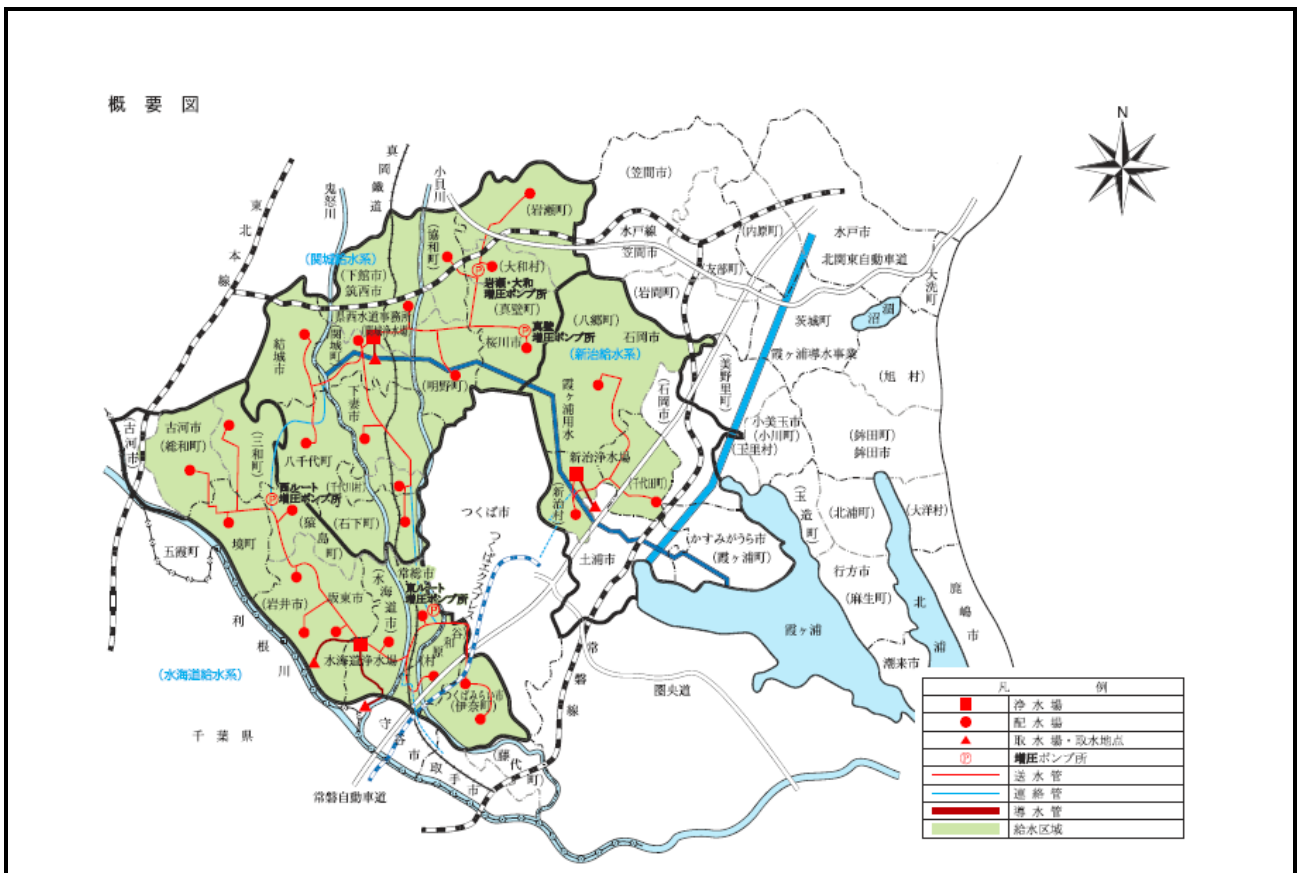 概要図
N
東北本線
鬼怒川
真岡鐵道
小貝川
(笠間市)
(岩瀬町)
水戸線
笠間市
(内原町)
水戸市
北関東自動車道
大洗町
(友部町)
(岩間町)
涸沼
茨城町
(関城給水系)
(協和町)
(下館市)
筑西市
(大和村)
岩瀬・大和
増圧ポンプ所
(真壁町)
県西水道事務所
(関城町)
真壁
増圧ポンプ所
桜川市
(八郷町)
石岡市
(新治給水系)
霞ヶ浦導水事業
(美野里町)
(旭村)
結城市
(明野町)
下妻市
霞ヶ浦用水
(石岡市)
小美玉市
(小川町)
(玉里村)
(鉾田町)
鉾田市
(古河市)
古河市
(総和町)
(三和町)
八千代町
(千代川村)
西ルート
増圧ポンプ所
(猿島町)
(石下町)
新治浄水場
(新治村)
(千代田町)
つくば市
つくばエクスプレス
(玉造町)
(北浦町)
(大洋村)
五霞町
境町
常総市
(水海道市)
東ルート
増圧ポンプ所
土浦市
かすみがうら市
(霞ヶ浦町)
行方市
(麻生町)
(岩井市)
坂東市
利根川
水海道浄水場
谷和原村
つくばみらい市
(伊奈町)
霞ヶ浦
北浦
鹿嶋市
潮来市
(水海道給水系)
千葉県
守谷市
取手市
(藤代町)
常磐線
圏央道
常磐自動車道
凡例
浄水場
配水場
取水場・取水地点
Ⓟ 増圧ポンプ所
送水管
連絡管
導水管
給水区域